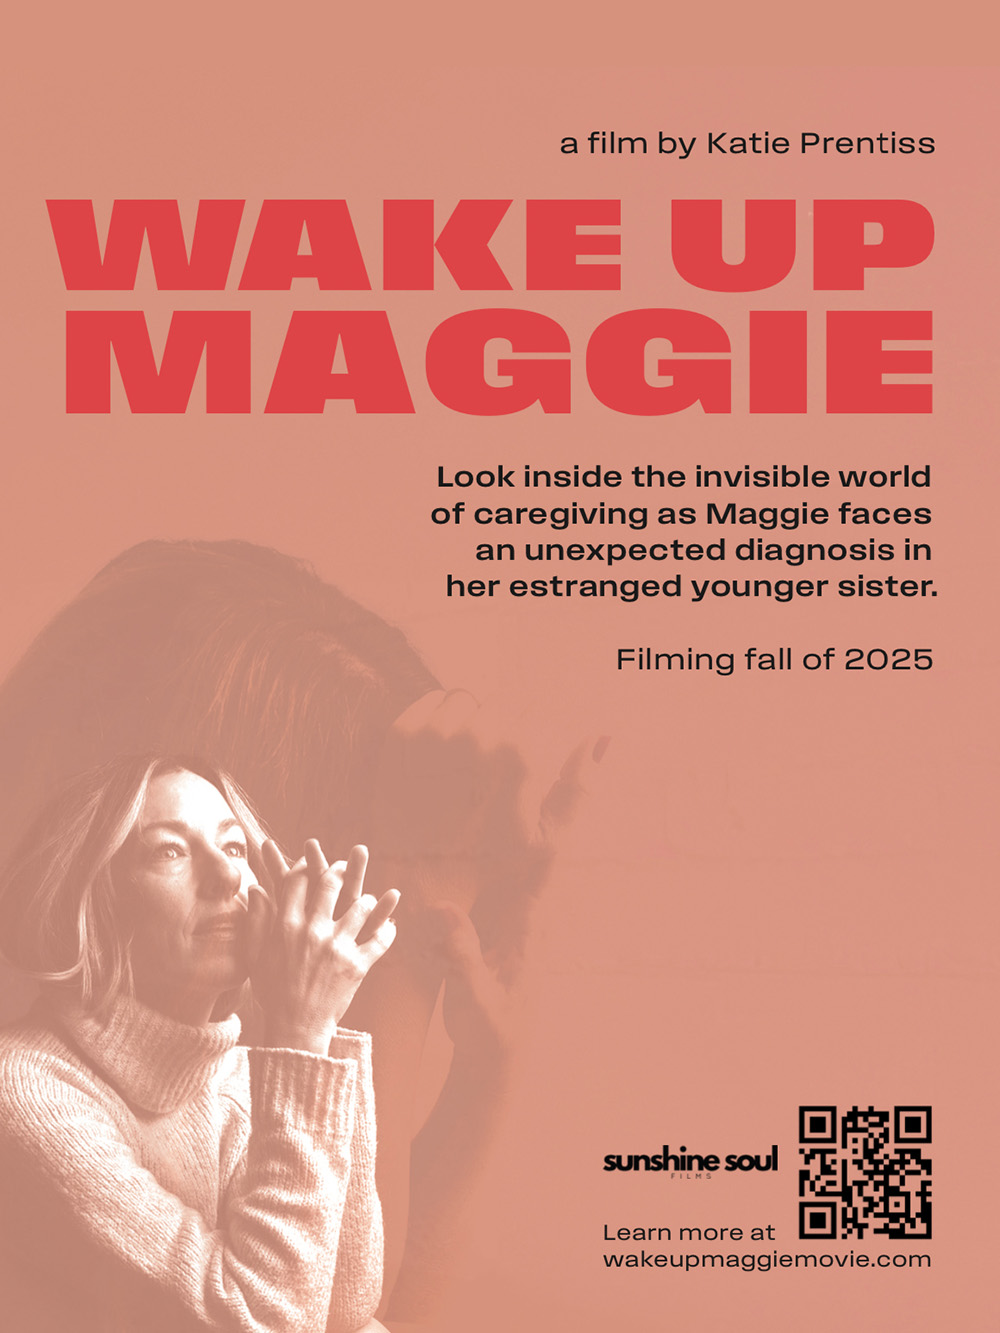 a film by Katie Prentiss
WAKE UP
MAGGIE
Look inside the invisible world
of caregiving as Maggie faces
an unexpected diagnosis in
her estranged younger sister.
Filming fall of 2025
sunshine soul
FILMS
Learn more at
wakeupmaggiemovie.com